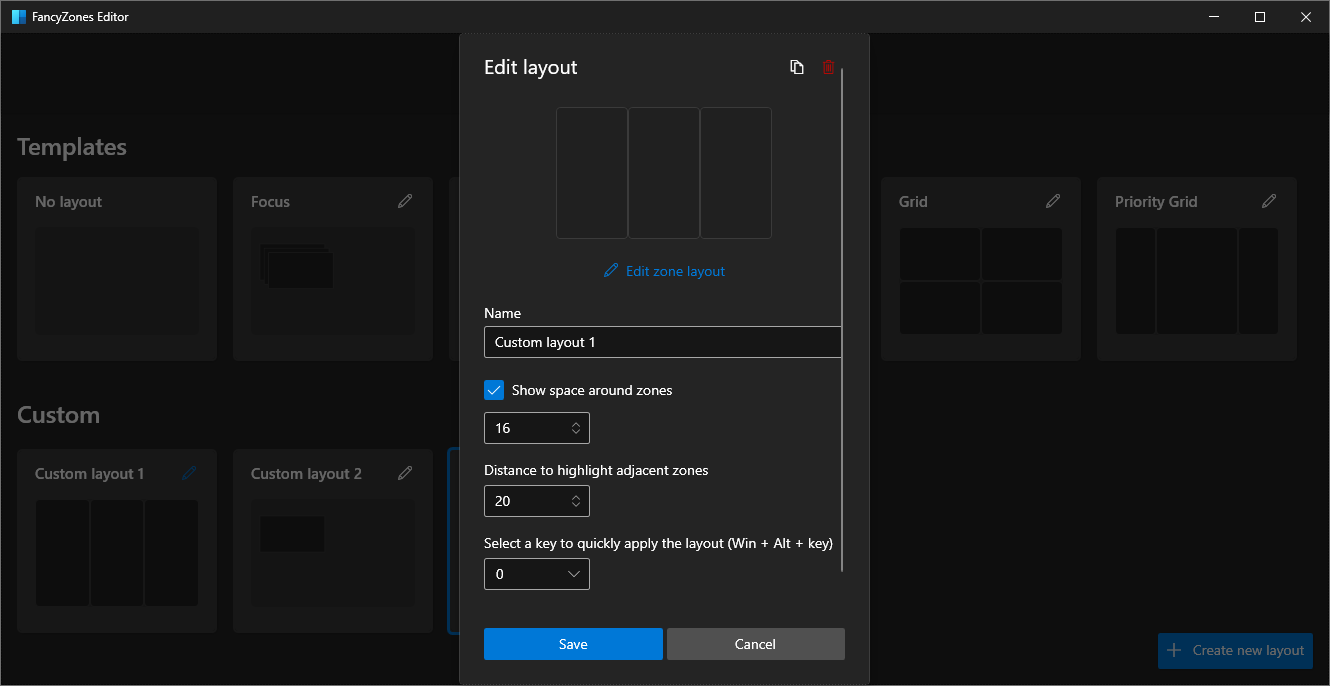 FancyZones Editor
Edit layout
Templates
No layout
Focus
Grid
Priority Grid
Edit zone layout
Name
Custom layout 1
Show space around zones
16
Distance to highlight adjacent zones
20
Select a key to quickly apply the layout (Win + Alt + key)
0
Save
Cancel
Custom
Custom layout 1
Custom layout 2
Create new layout